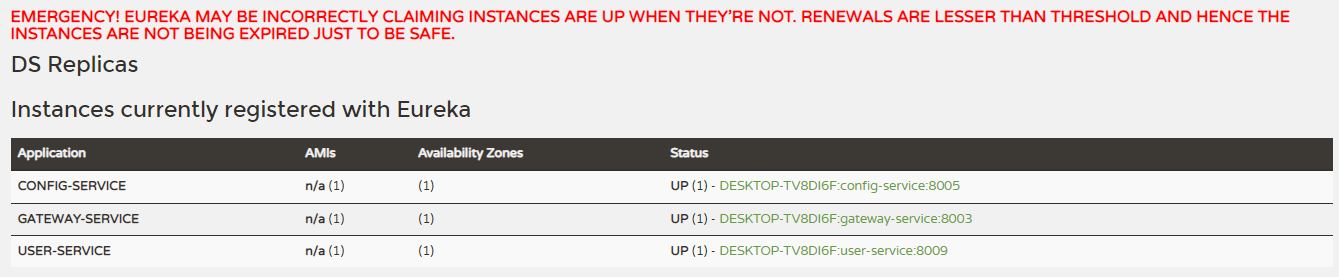 EMERGENCY! EUREKA MAY BE INCORRECTLY CLAIMING INSTANCES ARE UP WHEN THEY'RE NOT. RENEWALS ARE LESSER THAN THRESHOLD AND HENCE THE
INSTANCES ARE NOT BEING EXPIRED JUST TO BE SAFE.
DS Replicas
Instances currently registered with Eureka
Application AMIs Availability Zones Status
CONFIG-SERVICE n/a (1) (1) UP (1) - DESKTOP-TV8DI6F:config-service:8005
GATEWAY-SERVICE n/a (1) (1) UP (1) - DESKTOP-TV8DI6F:gateway-service:8003
USER-SERVICE n/a (1) (1) UP (1) - DESKTOP-TV8DI6F:user-service:8009